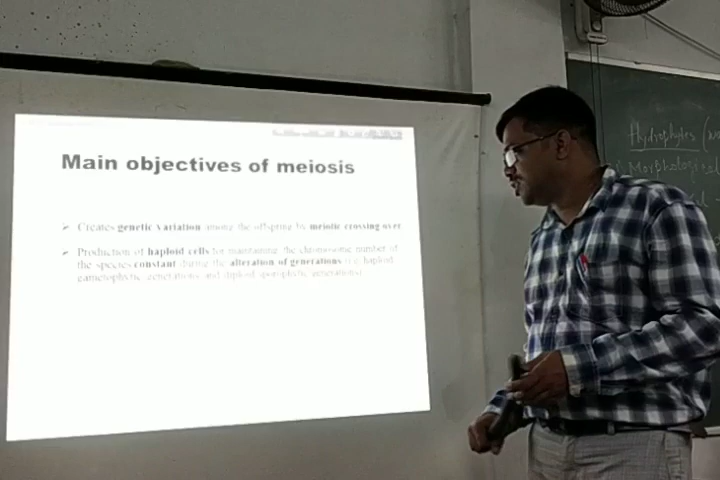 Main objectives of meiosis
➢ Creates genetic variation among the offspring by meiotic crossing over
➢ Production of haploid cells for maintaining the chromosome number of
the species constant during the alteration of generations (i.e. haploid
gametophytic generations and diploid sporophytic generations)
Hydrophytes
Morphological